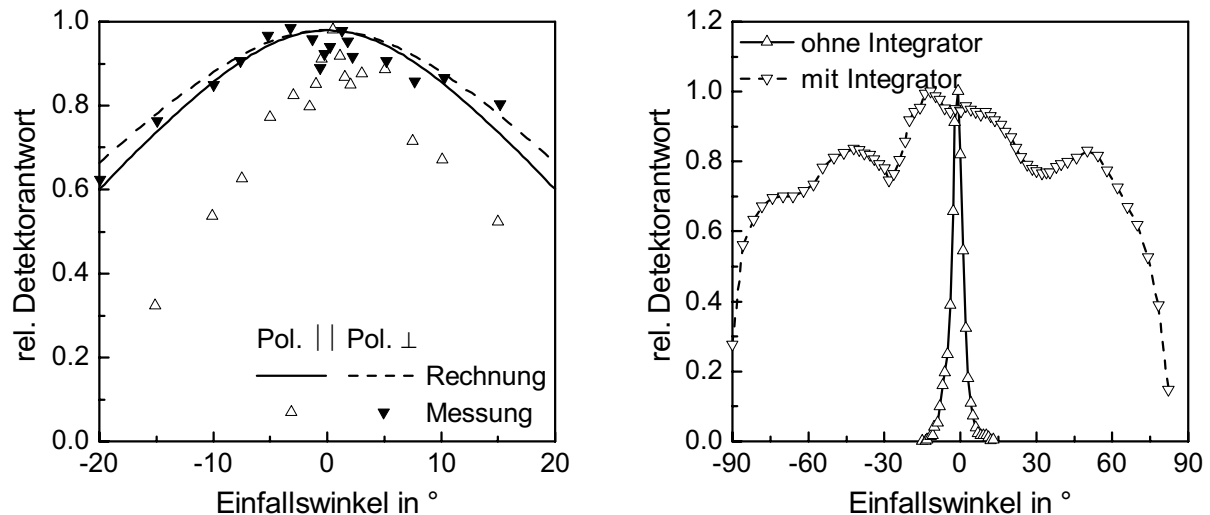 1.0
0.8
0.6
0.4
0.2
0.0
-20
-10
0
10
20
rel. Detektorantwort
Einfallswinkel in °
Pol. || Pol. ⊥
Rechnung
Messung
1.2
1.0
0.8
0.6
0.4
0.2
0.0
-90
-60
-30
0
30
60
90
rel. Detektorantwort
Einfallswinkel in °
ohne Integrator
mit Integrator